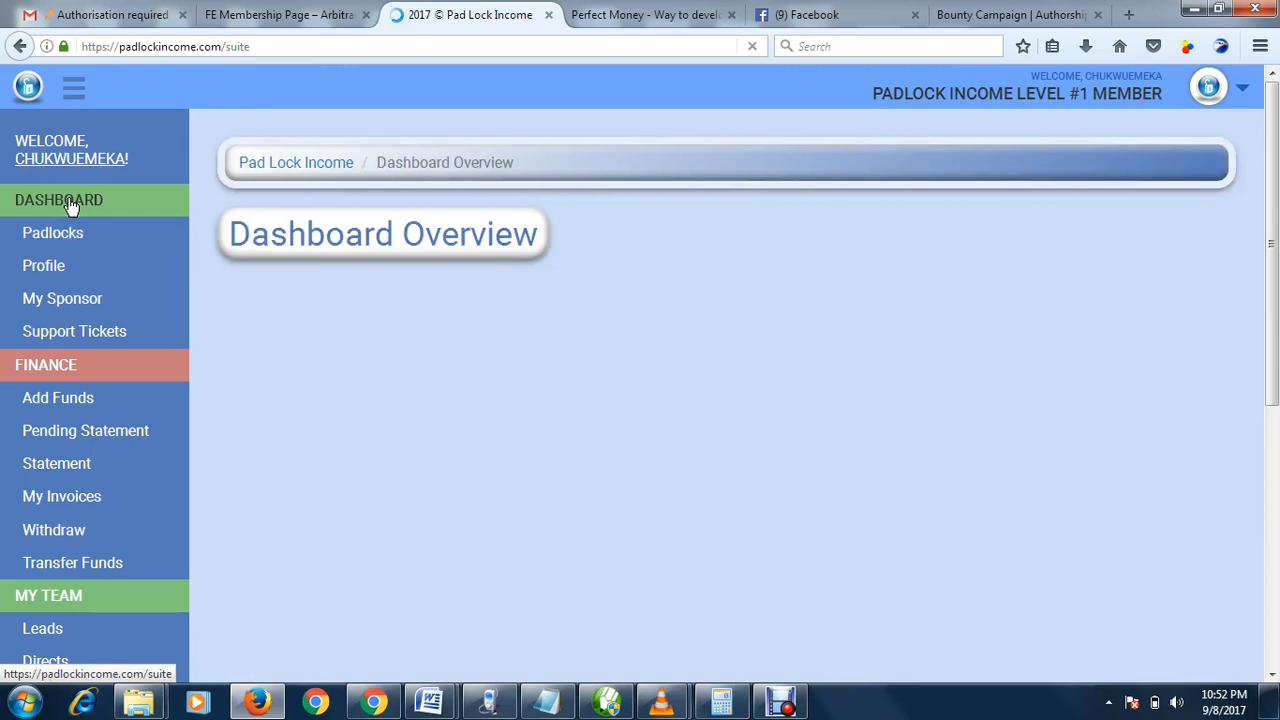 Authorisation required
FE Membership Page – Arbitra
2017 © Pad Lock Income
Perfect Money - Way to devel
(9) Facebook
Bounty Campaign | Authorshi
https://padlockincome.com/suite
Search
WELCOME, CHUKWUEMEKA
PADLOCK INCOME LEVEL #1 MEMBER
WELCOME,
CHUKWUEMEKA!
Pad Lock Income / Dashboard Overview
DASHBOARD
Dashboard Overview
Padlocks
Profile
My Sponsor
Support Tickets
FINANCE
Add Funds
Pending Statement
Statement
My Invoices
Withdraw
Transfer Funds
MY TEAM
Leads
Directs
https://padlockincome.com/suite
10:52 PM
9/8/2017